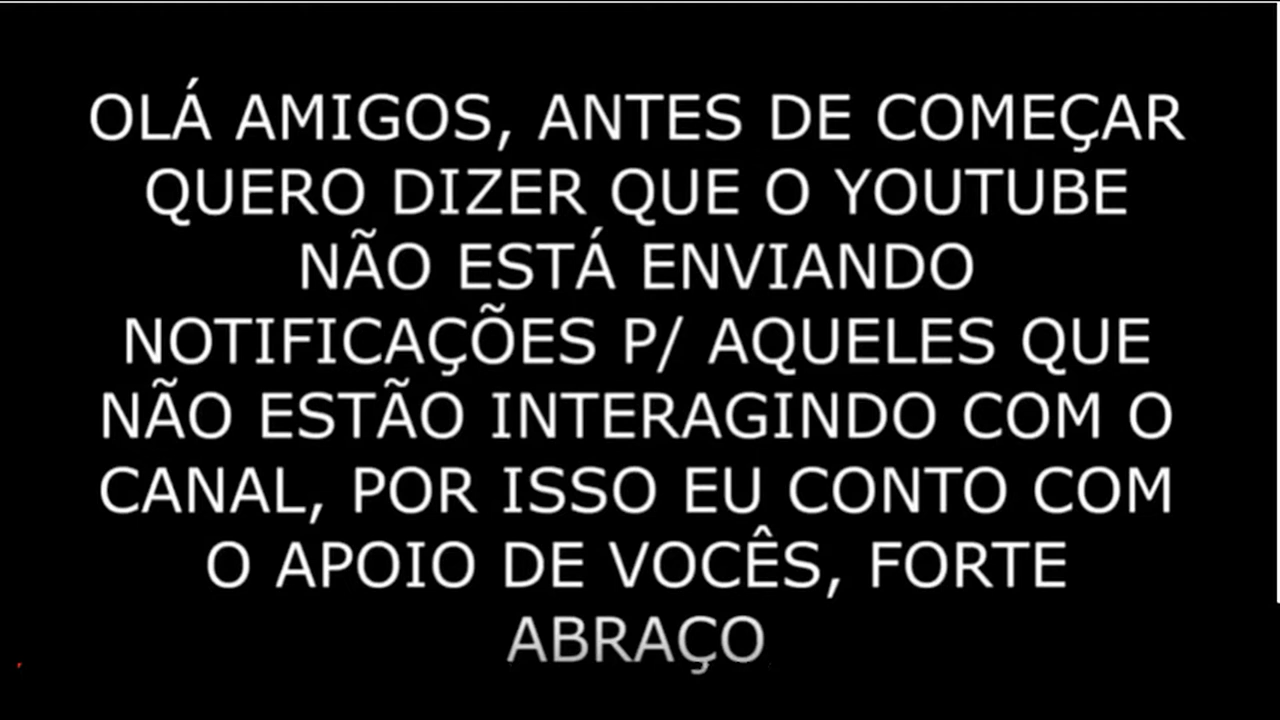 OLÁ AMIGOS, ANTES DE COMEÇAR
QUERO DIZER QUE O YOUTUBE
NÃO ESTÁ ENVIANDO
NOTIFICAÇÕES P/ AQUELES QUE
NÃO ESTÃO INTERAGINDO COM O
CANAL, POR ISSO EU CONTO COM
O APOIO DE VOCÊS, FORTE
ABRAÇO